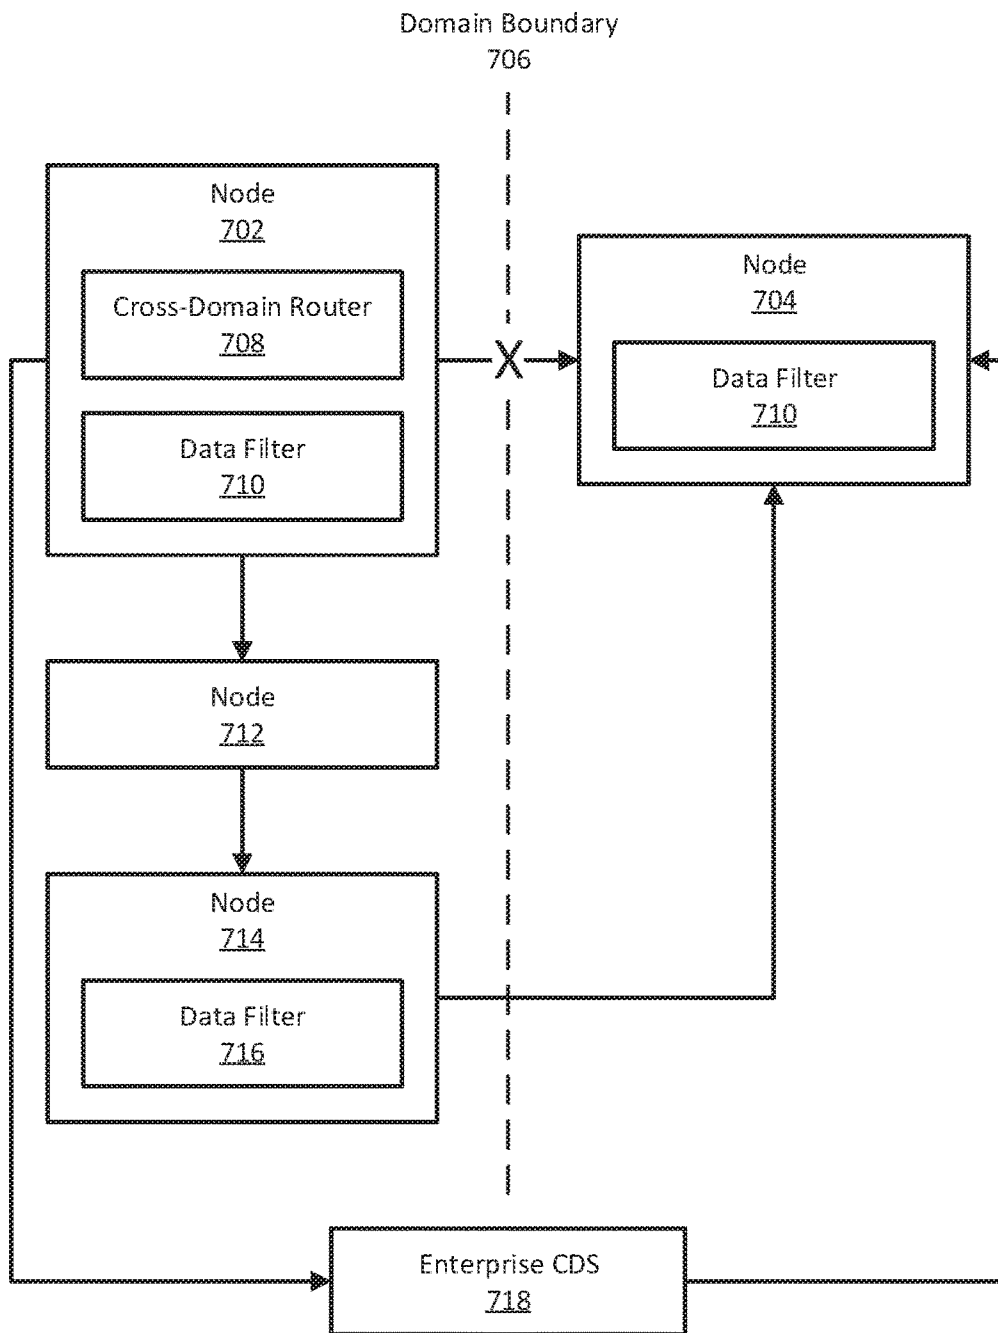 Domain Boundary
706
Node
702
Cross-Domain Router
708
Data Filter
710
Node
704
Data Filter
710
X
Node
712
Node
714
Data Filter
716
Enterprise CDS
718